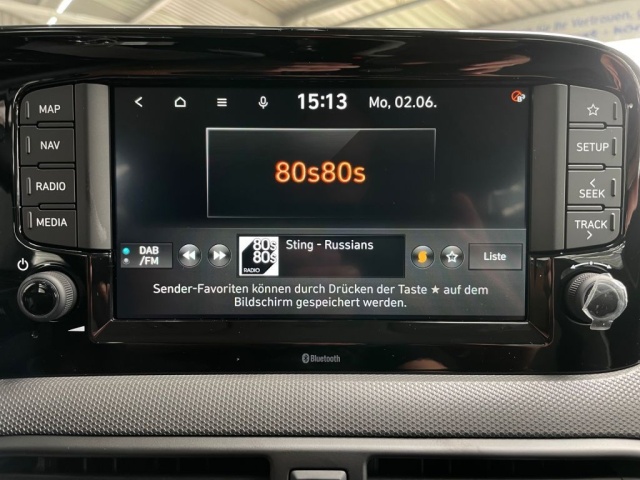 15:13 Mo, 02.06.
MAP
NAV
RADIO
MEDIA
80s80s
SETUP
SEEK
TRACK
DAB
/FM
80s
80s
RADIO
Sting - Russians
Liste
Sender-Favoriten können durch Drücken der Taste ★ auf dem
Bildschirm gespeichert werden.
Bluetooth